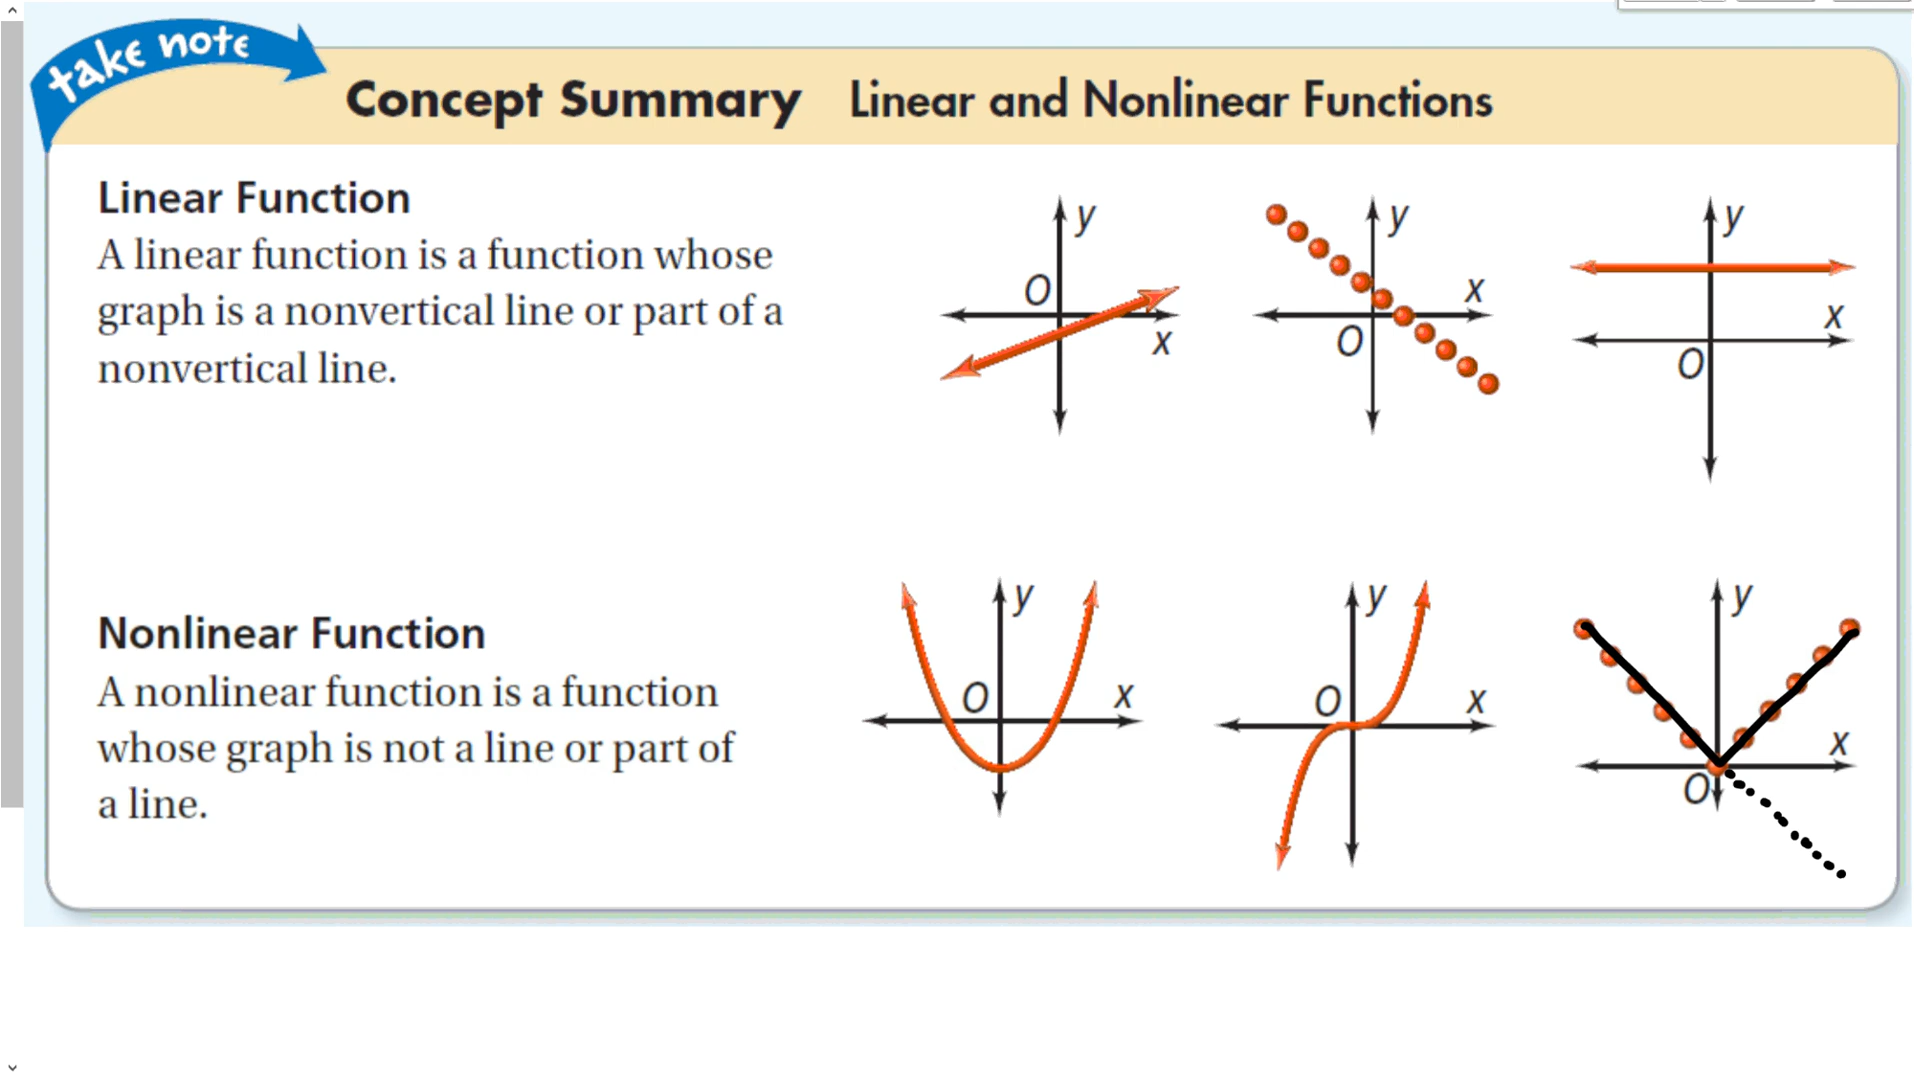 take note
Concept Summary Linear and Nonlinear Functions
Linear Function
A linear function is a function whose
graph is a nonvertical line or part of a
nonvertical line.
y
O
x
y
x
O
y
x
O
Nonlinear Function
A nonlinear function is a function
whose graph is not a line or part of
a line.
y
O
x
y
O
x
y
x
O